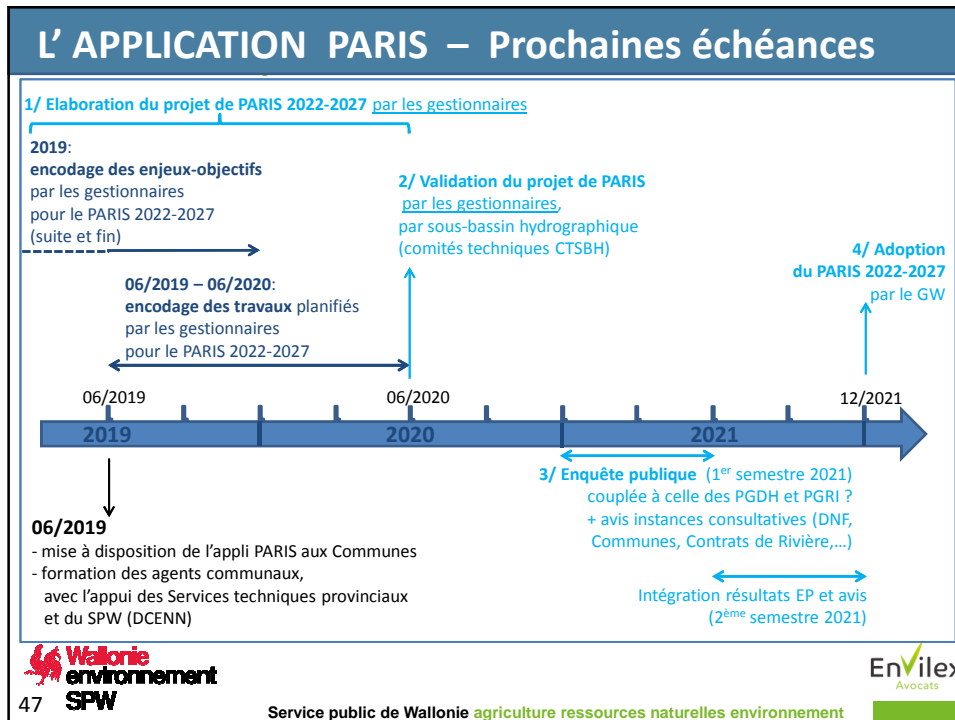 L’ APPLICATION PARIS – Prochaines échéances
1/ Elaboration du projet de PARIS 2022-2027 par les gestionnaires
2019:
encodage des enjeux-objectifs
par les gestionnaires
pour le PARIS 2022-2027
(suite et fin)
2/ Validation du projet de PARIS
par les gestionnaires,
par sous-bassin hydrographique
(comités techniques CTSBH)
4/ Adoption
du PARIS 2022-2027
par le GW
06/2019 – 06/2020:
encodage des travaux planifiés
par les gestionnaires
pour le PARIS 2022-2027
06/2019
06/2020
12/2021
2019
2020
2021
3/ Enquête publique (1er semestre 2021)
couplée à celle des PGDH et PGRI ?
+ avis instances consultatives (DNF,
Communes, Contrats de Rivière,…)
06/2019
- mise à disposition de l’appli PARIS aux Communes
- formation des agents communaux,
avec l’appui des Services techniques provinciaux
et du SPW (DCENN)
Intégration résultats EP et avis
(2ème semestre 2021)
Wallonie
environnement
SPW
EnVilex
Avocats
47
Service public de Wallonie agriculture ressources naturelles environnement